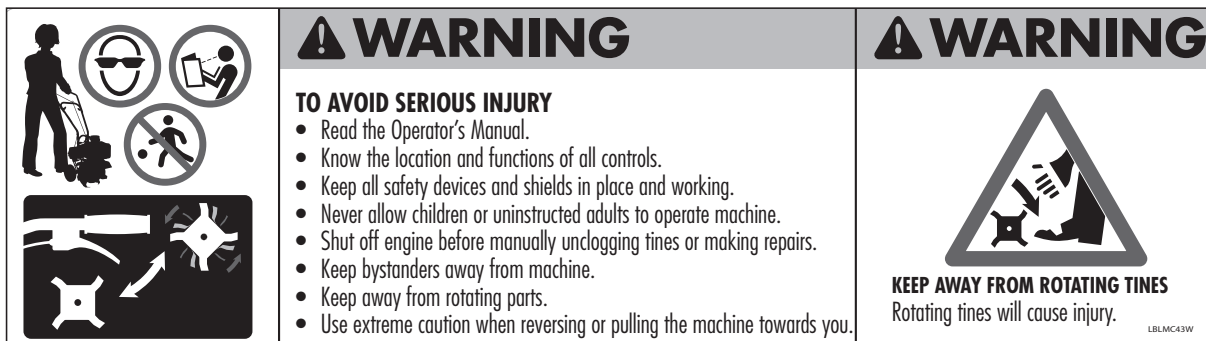 WARNING
TO AVOID SERIOUS INJURY
• Read the Operator's Manual.
• Know the location and functions of all controls.
• Keep all safety devices and shields in place and working.
• Never allow children or uninstructed adults to operate machine.
• Shut off engine before manually unclogging tines or making repairs.
• Keep bystanders away from machine.
• Keep away from rotating parts.
• Use extreme caution when reversing or pulling the machine towards you.
WARNING
KEEP AWAY FROM ROTATING TINES
Rotating tines will cause injury.
LBLMC43W